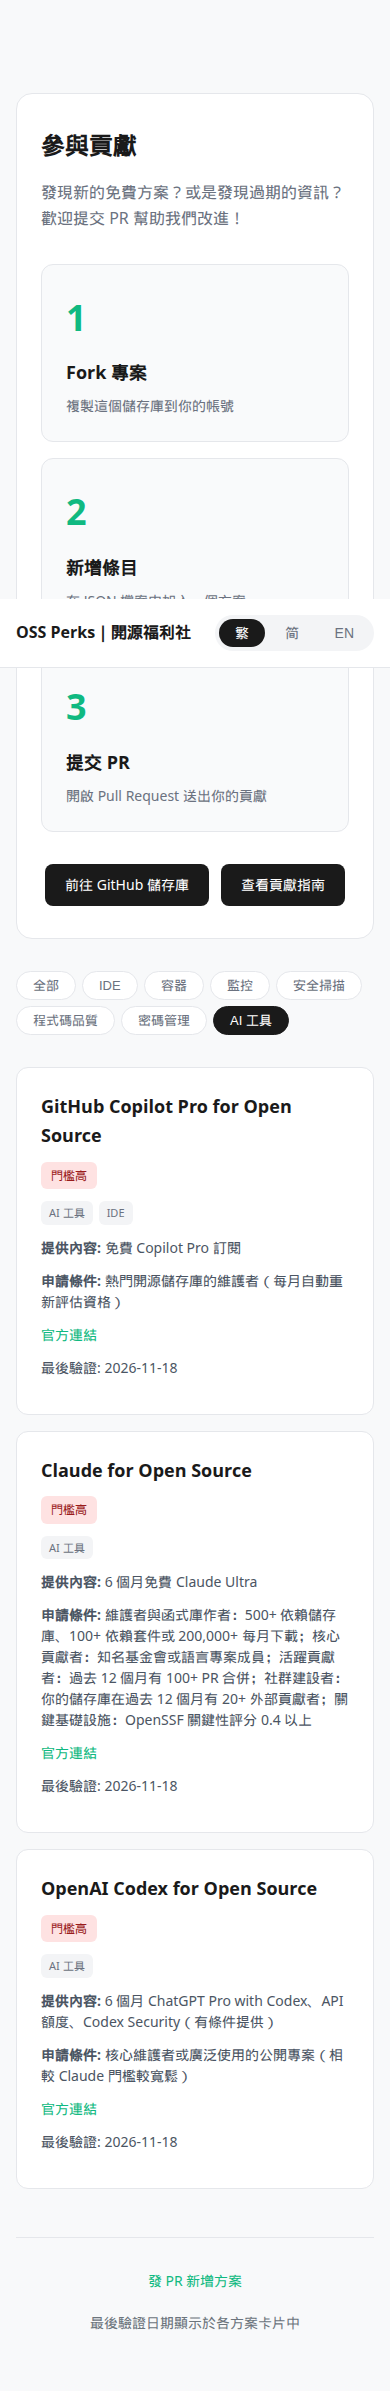 參與貢獻
發現新的免費方案？或是發現過期的資訊？
歡迎提交 PR 幫助我們改進！
1
Fork 專案
複製這個儲存庫到你的帳號
2
新增條目
OSS Perks | 開源福利社
繁
简
EN
3
提交 PR
開啟 Pull Request 送出你的貢獻
前往 GitHub 儲存庫
查看貢獻指南
全部
IDE
容器
監控
安全掃描
程式碼品質
密碼管理
AI 工具
GitHub Copilot Pro for Open
Source
門檻高
AI 工具
IDE
提供內容: 免費 Copilot Pro 訂閱
申請條件: 熱門開源儲存庫的維護者（每月自動重
新評估資格）
官方連結
最後驗證: 2026-11-18
Claude for Open Source
門檻高
AI 工具
提供內容: 6 個月免費 Claude Ultra
申請條件: 維護者與函式庫作者：500+ 依賴儲存
庫、100+ 依賴套件或 200,000+ 每月下載；核心
貢獻者：知名基金會或語言專案成員；活躍貢獻
者：過去 12 個月有 100+ PR 合併；社群建設者：
你的儲存庫在過去 12 個月有 20+ 外部貢獻者；關
鍵基礎設施：OpenSSF 關鍵性評分 0.4 以上
官方連結
最後驗證: 2026-11-18
OpenAI Codex for Open Source
門檻高
AI 工具
提供內容: 6 個月 ChatGPT Pro with Codex、API
額度、Codex Security（有條件提供）
申請條件: 核心維護者或廣泛使用的公開專案（相
較 Claude 門檻較寬鬆）
官方連結
最後驗證: 2026-11-18
發 PR 新增方案
最後驗證日期顯示於各方案卡片中